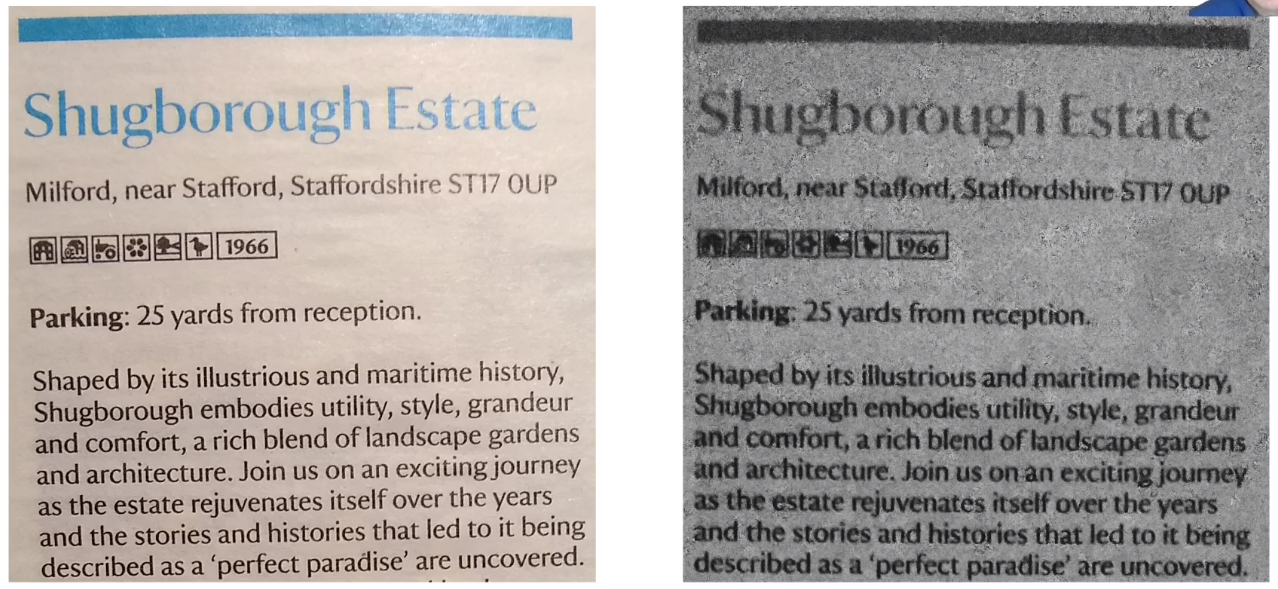 Shugborough Estate
Milford, near Stafford, Staffordshire ST17 0UP
1966
Parking: 25 yards from reception.
Shaped by its illustrious and maritime history,
Shugborough embodies utility, style, grandeur
and comfort, a rich blend of landscape gardens
and architecture. Join us on an exciting journey
as the estate rejuvenates itself over the years
and the stories and histories that led to it being
described as a ‘perfect paradise’ are uncovered.
Shugborough Estate
Milford, near Stafford, Staffordshire ST17 0UP
1966
Parking: 25 yards from reception.
Shaped by its illustrious and maritime history,
Shugborough embodies utility, style, grandeur
and comfort, a rich blend of landscape gardens
and architecture. Join us on an exciting journey
as the estate rejuvenates itself over the years
and the stories and histories that led to it being
described as a ‘perfect paradise’ are uncovered.